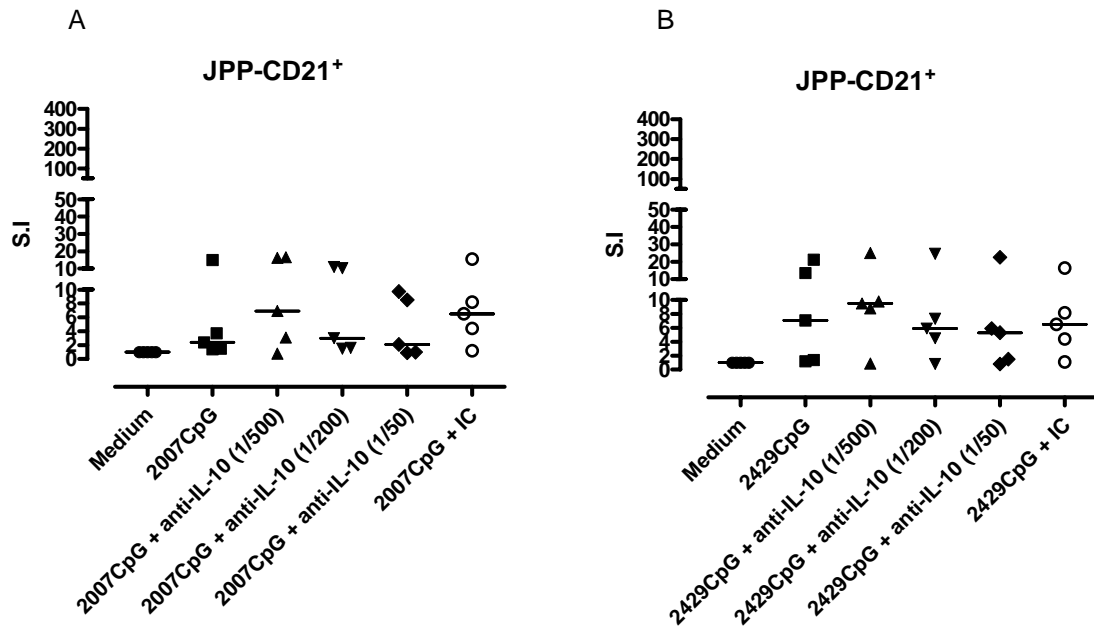 A
JPP-CD21+
400
300
200
100
50
40
30
20
10
10
8
6
4
2
0
S.I
Medium
2007CpG
2007CpG + anti-IL-10 (1/500)
2007CpG + anti-IL-10 (1/200)
2007CpG + anti-IL-10 (1/50)
2007CpG + IC
B
JPP-CD21+
400
300
200
100
50
40
30
20
10
10
8
6
4
2
0
S.I
Medium
2429CpG
2429CpG + anti-IL-10 (1/500)
2429CpG + anti-IL-10 (1/200)
2429CpG + anti-IL-10 (1/50)
2429CpG + IC